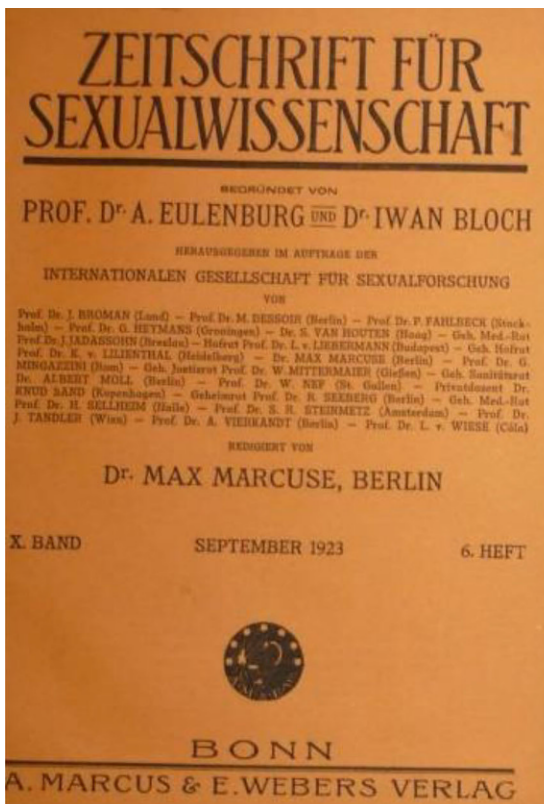 ZEITSCHRIFT FÜR
SEXUALWISSENSCHAFT
BEGRÜNDET VON
PROF. Dr. A. EULENBURG UND Dr. IWAN BLOCH
HERAUSGEGEBEN IM AUFTRAGE DER
INTERNATIONALEN GESELLSCHAFT FÜR SEXUALFORSCHUNG
VON
Prof. Dr. J. BROMAN (Lund) — Prof. Dr. M. DESSOIR (Berlin) — Prof. Dr. P. FAHLBECK (Stock-
holm) — Prof. Dr. G. HEYMANS (Groningen) — Dr. S. VAN HOUTEN (Haag) — Geh. Med.-Rat
Prof. Dr. J. JADASSOHN (Breslau) — Hofrat Prof. Dr. L. v. LIEBERMANN (Budapest) — Geh. Hofrat
Prof. Dr. K. v. LILIENTHAL (Heidelberg) — Dr. MAX MARCUSE (Berlin) — Prof. Dr. G.
MINGAZZINI (Rom) — Geh. Justizrat Prof. Dr. W. MITTERMAIER (Gießen) — Geh. Sanitätsrat
Dr. ALBERT MOLL (Berlin) — Prof. Dr. W. NEF (St. Gallen) — Privatdozent Dr.
KNUD SAND (Kopenhagen) — Geheimrat Prof. Dr. R. SEEBERG (Berlin) — Geh. Med.-Rat
Prof. Dr. H. SELLHEIM (Halle) — Prof. Dr. S. R. STEINMETZ (Amsterdam) — Prof. Dr.
J. TANDLER (Wien) — Prof. Dr. A. VIERKANDT (Berlin) — Prof. Dr. L. v. WIESE (Cöln)
REDIGIERT VON
Dr. MAX MARCUSE, BERLIN
X. BAND SEPTEMBER 1923 6. HEFT
BONN
A. MARCUS & E. WEBERS VERLAG